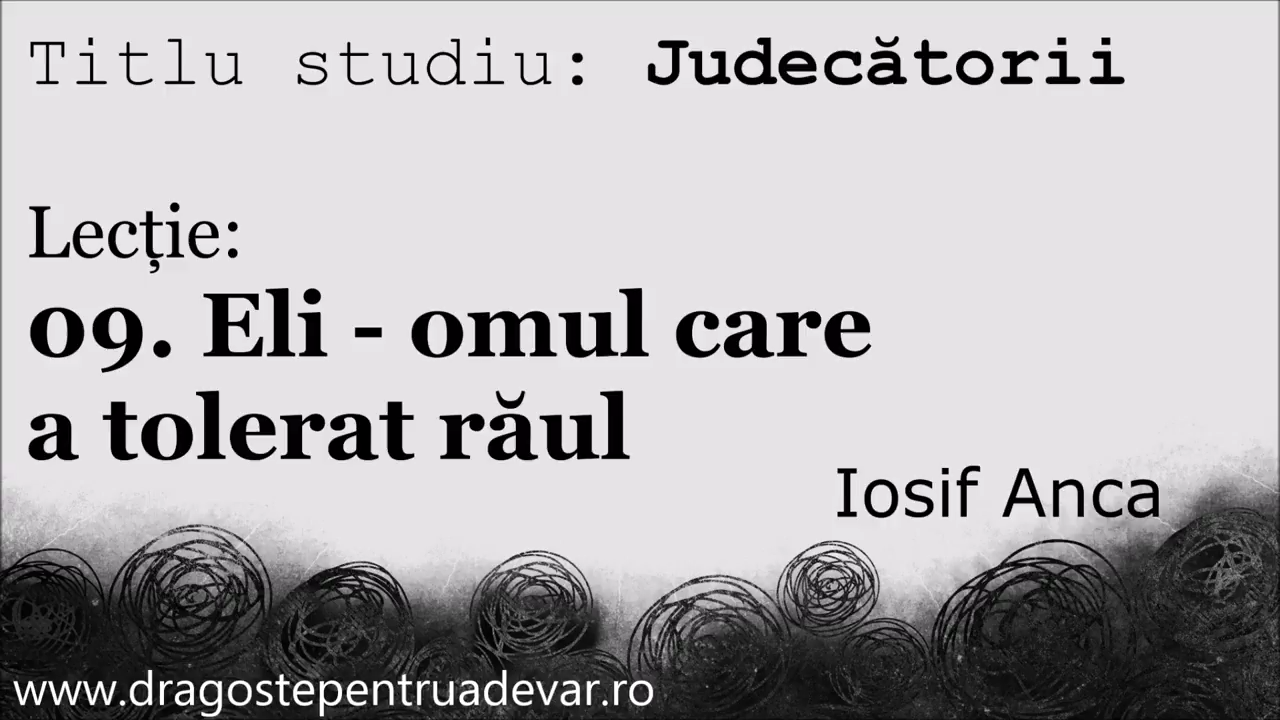 Titlu studiu: Judecătorii
Lecție:
09. Eli - omul care
a tolerat răul
Iosif Anca
www.dragostepentruadevar.ro